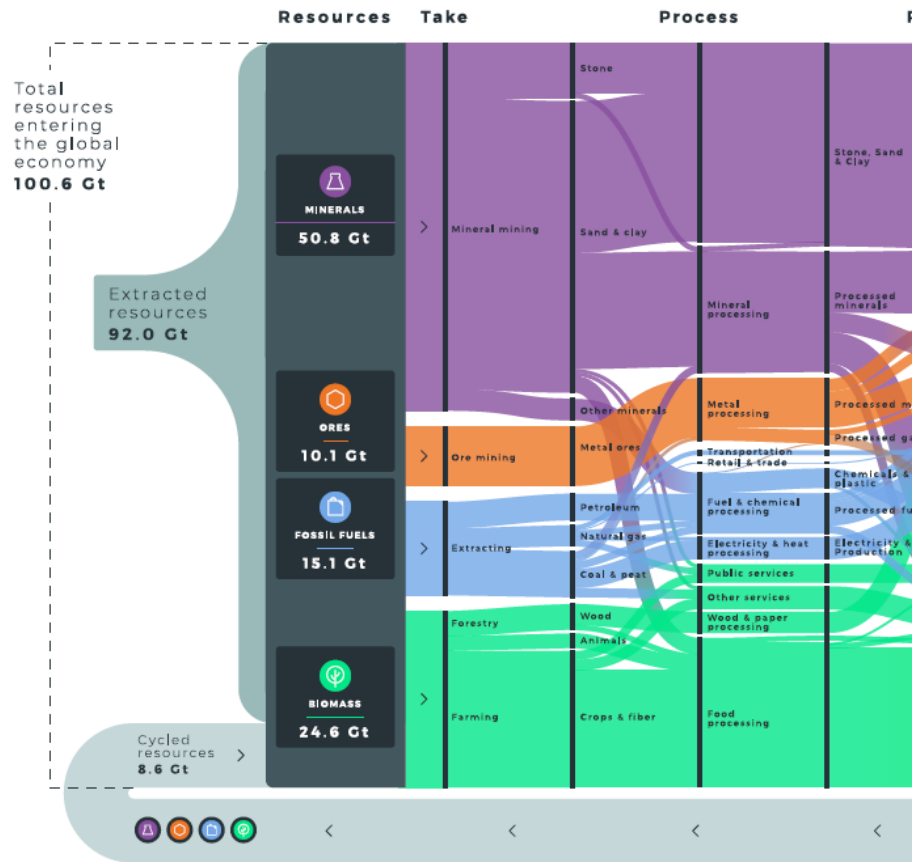 Resources Take Process
Total
resources
entering
the global
economy
100.6 Gt
Extracted
resources
92.0 Gt
Cycled
resources
8.6 Gt
MINERALS
50.8 Gt
ORES
10.1 Gt
FOSSIL FUELS
15.1 Gt
BIOMASS
24.6 Gt
Mineral mining
Ore mining
Extracting
Forestry
Farming
Stone
Sand & clay
Other minerals
Metal ores
Petroleum
Natural gas
Coal & peat
Wood
Animals
Crops & fiber
Mineral
processing
Metal
processing
Transportation
Retail & trade
Fuel & chemical
processing
Electricity & heat
processing
Public services
Other services
Wood & paper
processing
Food
processing
Stone, Sand
& Clay
Processed
minerals
Processed
Processed
Chemicals &
plastic
Processed
Electricity &
Production